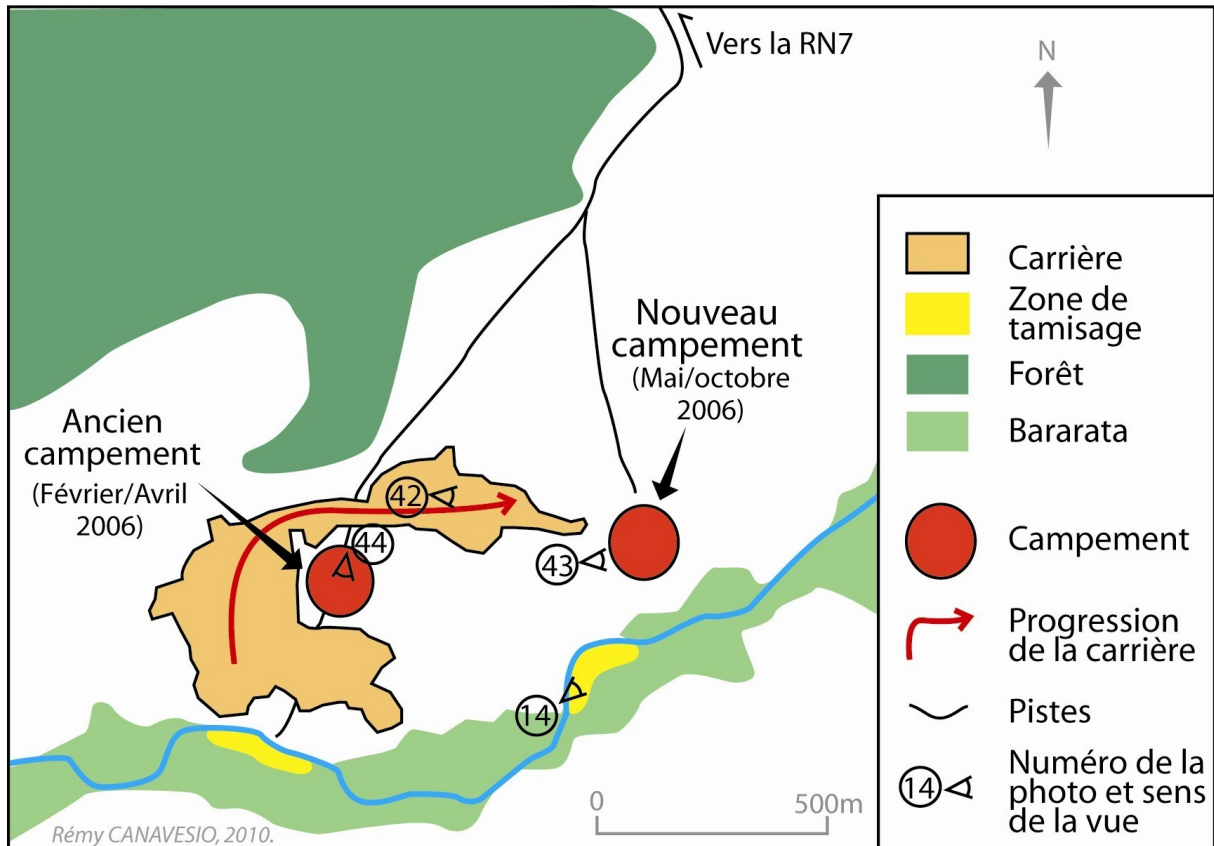 Vers la RN7
N
Nouveau
campement
(Mai/octobre
2006)
Ancien
campement
(Février/Avril
2006)
42
44
43
14
0
500m
Rémy CANAVESIO, 2010.
Carrière
Zone de
tamisage
Forêt
Bararata
Campement
Progression
de la carrière
Pistes
14
Numéro de la
photo et sens
de la vue